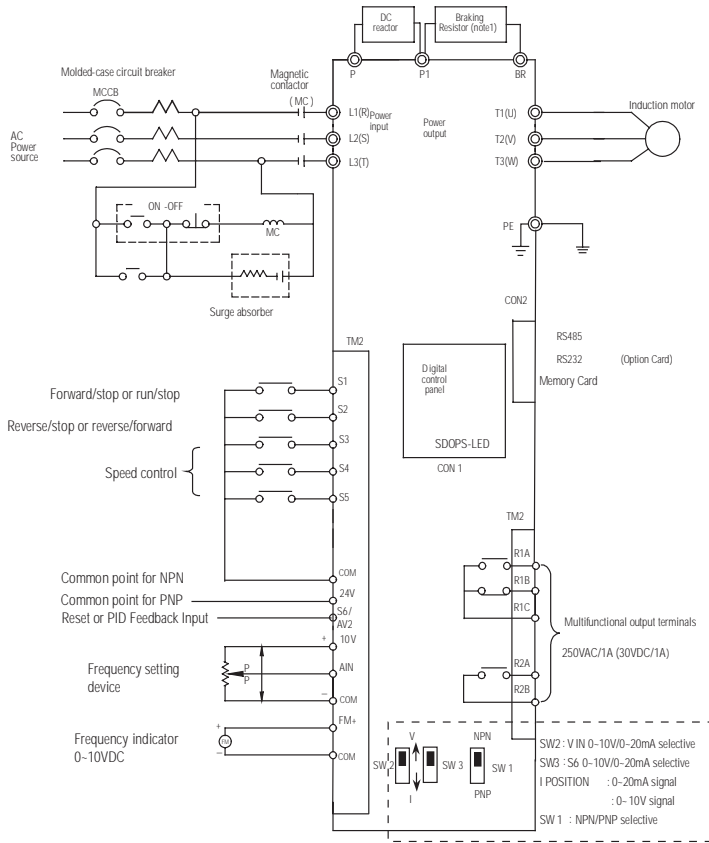 DC
reactor
Braking
Resistor (note1)
P
P1
BR
Molded-case circuit breaker
MCCB
Magnetic
contactor
(MC)
AC
Power
source
L1(R)
L2(S)
L3(T)
Power
input
Power
output
T1(U)
T2(V)
T3(W)
Induction motor
ON -OFF
MC
Surge absorber
PE
CON2
RS485
RS232 (Option Card)
Memory Card
Digital
control
panel
SDOPS-LED
CON 1
TM2
Forward/stop or run/stop
S1
Reverse/stop or reverse/forward
S2
S3
Speed control
S4
S5
Common point for NPN
COM
Common point for PNP
24V
Reset or PID Feedback Input
S6/
AV2
+ 10V
Frequency setting
device
P
P
AIN
− COM
Frequency indicator
0~10VDC
+ FM+
FM
− COM
TM2
R1A
R1B
R1C
R2A
R2B
Multifunctional output terminals
250VAC/1A (30VDC/1A)
V
I
SW 2
SW 3
NPN
SW 1
PNP
SW2 : V IN 0~10V/0~20mA selective
SW3 : S6 0~10V/0~20mA selective
I POSITION : 0~20mA signal
: 0~10V signal
SW 1 : NPN/PNP selective